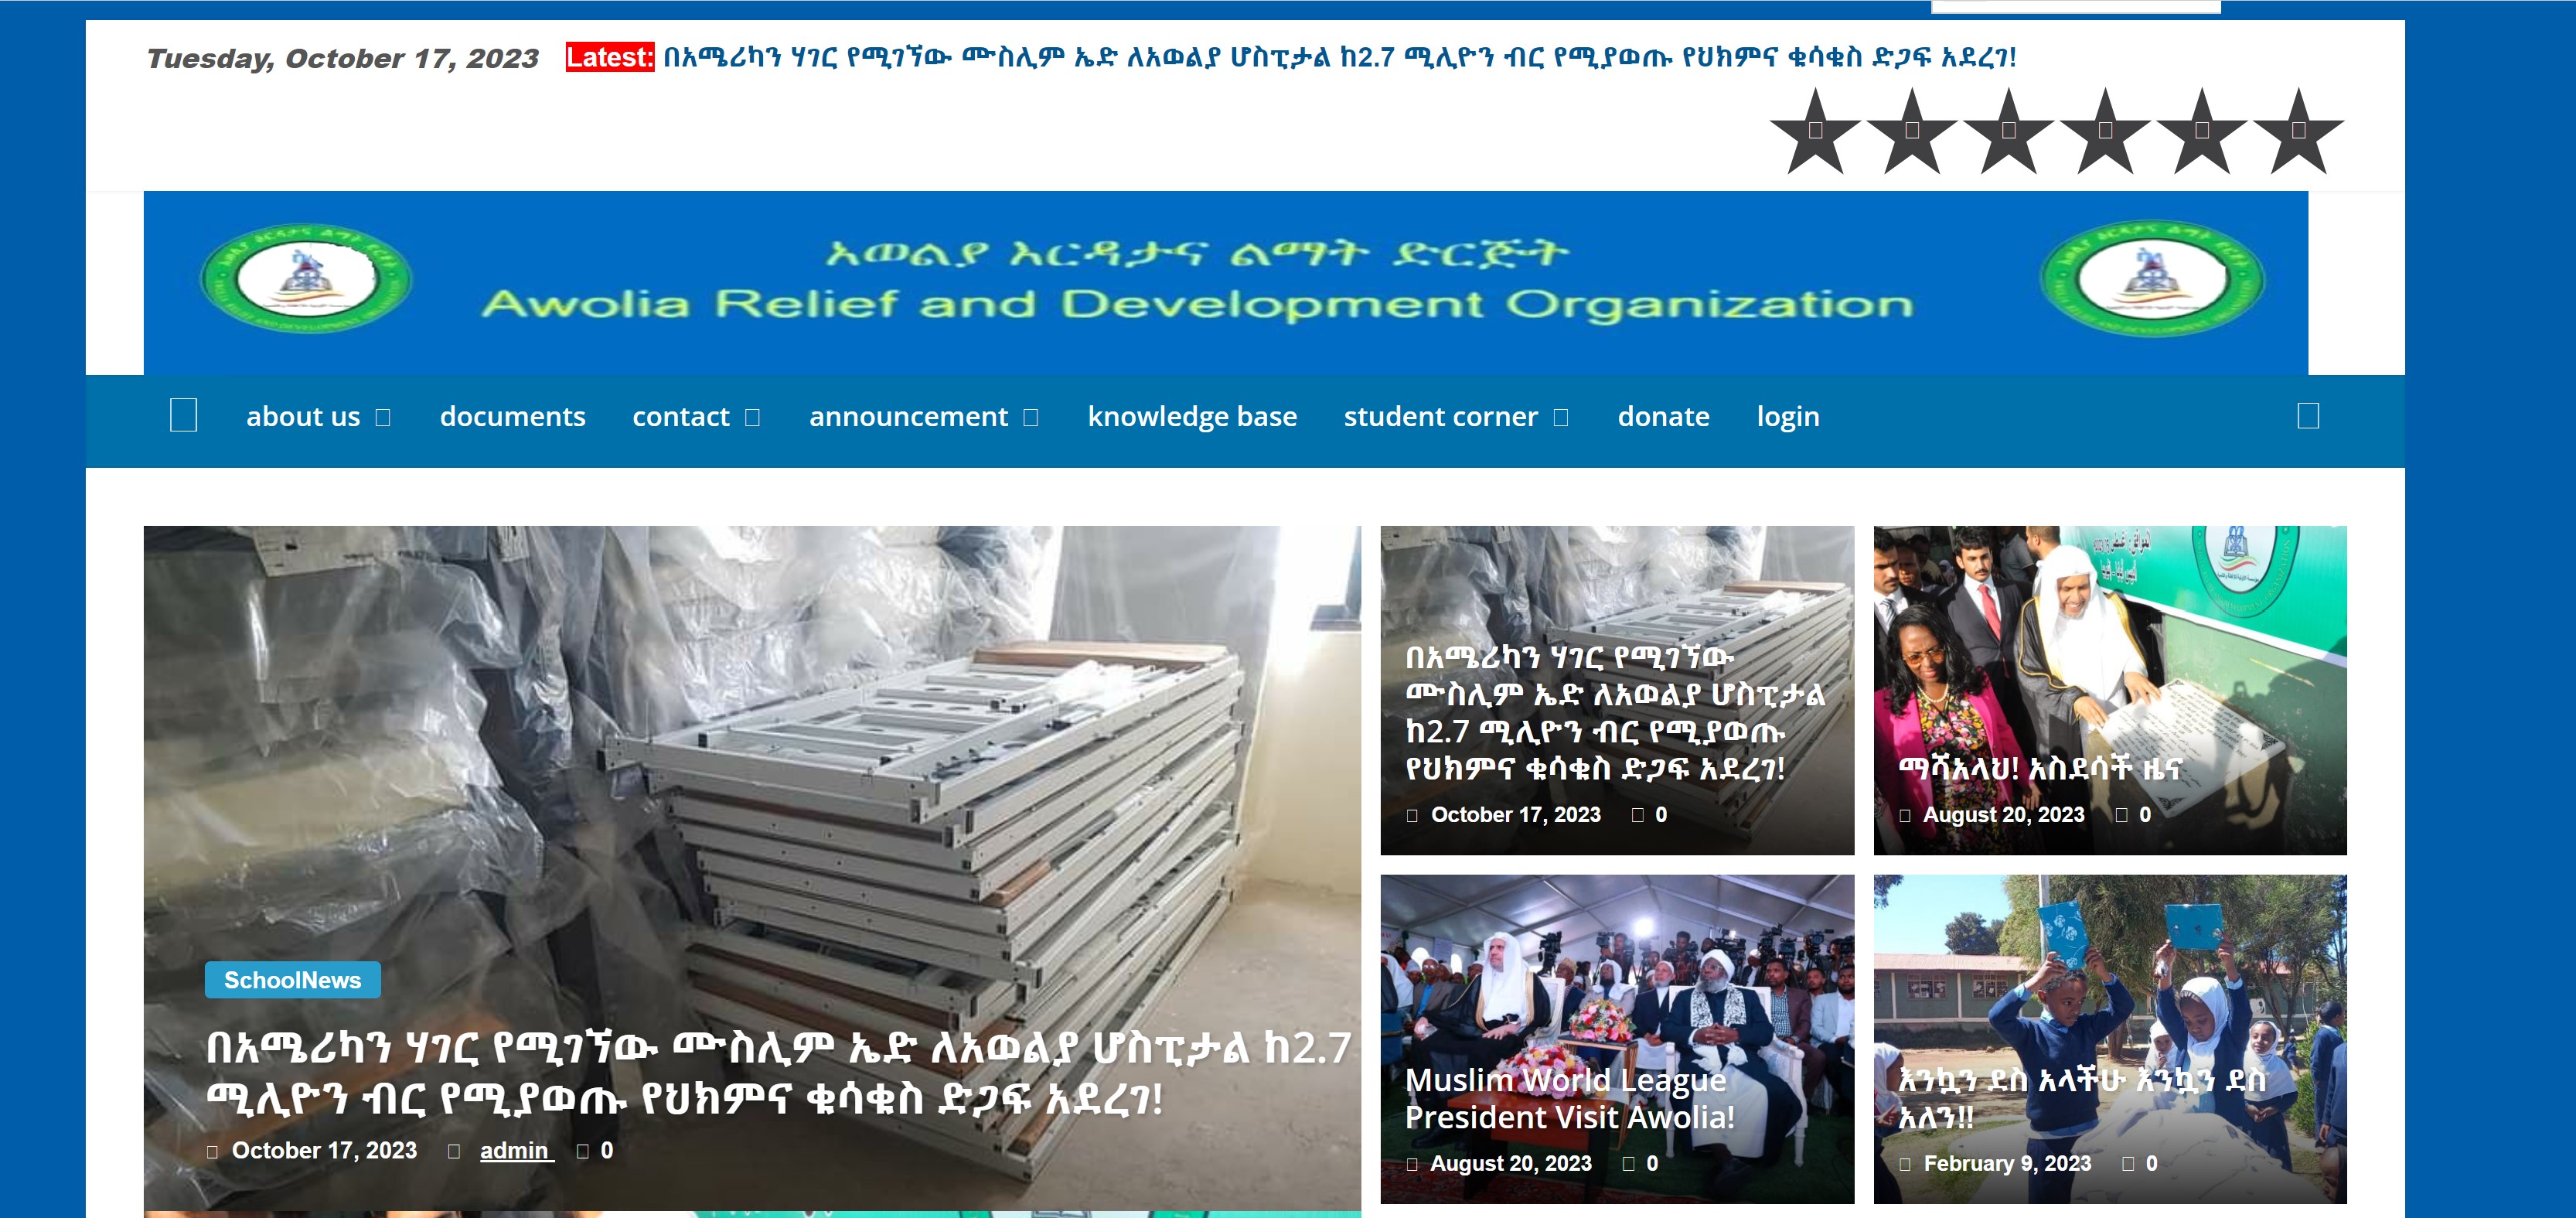 Tuesday, October 17, 2023
Latest: በአሜሪካን ሃገር የሚገኘው ሙስሊም ኤድ ለአወልያ ሆስፒታል ከ2.7 ሚሊዮን ብር የሚያወጡ የህክምና ቁሳቁስ ድጋፍ አደረገ!
አወልያ እርዳታና ልማት ድርጅት
Awolia Relief and Development Organization
about us documents contact announcement knowledge base student corner donate login
SchoolNews
በአሜሪካን ሃገር የሚገኘው ሙስሊም ኤድ ለአወልያ ሆስፒታል ከ2.7
ሚሊዮን ብር የሚያወጡ የህክምና ቁሳቁስ ድጋፍ አደረገ!
October 17, 2023 admin 0
በአሜሪካን ሃገር የሚገኘው
ሙስሊም ኤድ ለአወልያ ሆስፒታል
ከ2.7 ሚሊዮን ብር የሚያወጡ
የህክምና ቁሳቁስ ድጋፍ አደረገ!
October 17, 2023 0
ማሻአላህ! አስደሳች ዜና
August 20, 2023 0
Muslim World League
President Visit Awolia!
August 20, 2023 0
እንኳን ደስ አላችሁ እንኳን ደስ
አለን!!
February 9, 2023 0